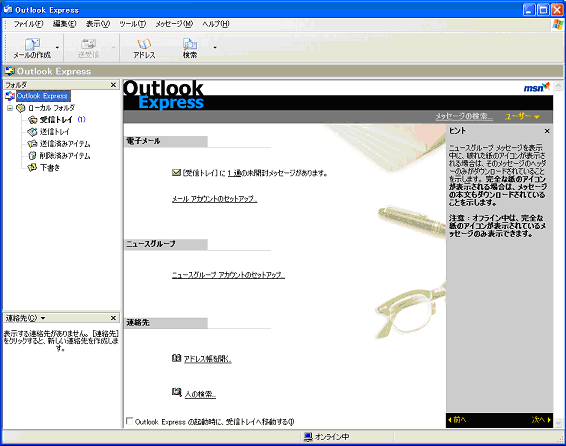 Outlook Express
ファイル(F) 編集(E) 表示(V) ツール(T) メッセージ(M) ヘルプ(H)
メールの作成 送受信 アドレス 検索
Outlook Express
フォルダ
Outlook Express
ローカル フォルダ
受信トレイ (1)
送信トレイ
送信済みアイテム
削除済みアイテム
下書き
連絡先(C)
表示する連絡先がありません。[連絡先]
をクリックすると、新しい連絡先を作成しま
す。
Outlook
Express
msn
メッセージの検索... ユーザー
電子メール
[受信トレイ] に 1 通の未開封メッセージがあります。
メール アカウントのセットアップ...
ニュースグループ
ニュースグループ アカウントのセットアップ...
連絡先
アドレス帳を開く...
人の検索...
Outlook Express の起動時に、受信トレイへ移動する(I)
ヒント
ニュースグループ メッセージを表示
中に、破れた紙のアイコンが表示さ
れる場合は、そのメッセージのヘッダ
ーのみがダウンロードされていること
を示します。完全な紙のアイコンが
表示される場合は、メッセージ
の本文もダウンロードされている
ことを示します。
注意 : オフライン中は、完全な
紙のアイコンが表示されているメ
ッセージのみ表示できます。
前へ 次へ
オンライン中